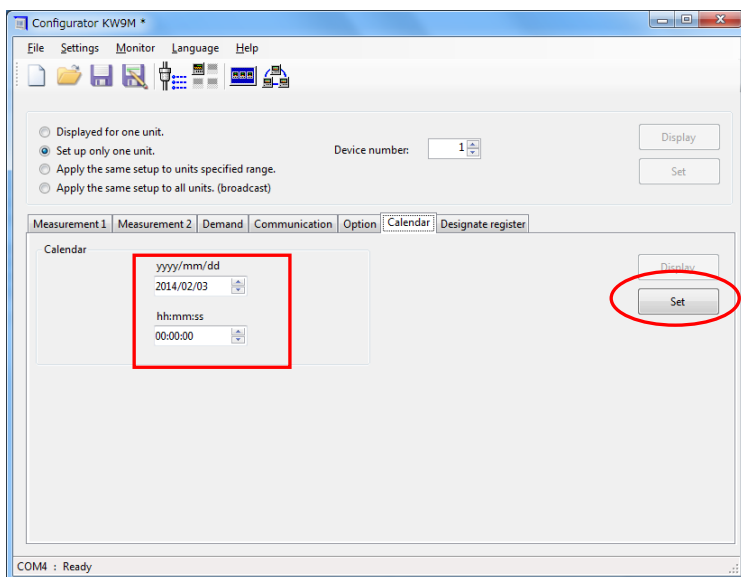 Configurator KW9M *
File Settings Monitor Language Help
Displayed for one unit.
Set up only one unit.
Apply the same setup to units specified range.
Apply the same setup to all units. (broadcast)
Device number: 1
Display
Set
Measurement 1 Measurement 2 Demand Communication Option Calendar Designate register
Calendar
yyyy/mm/dd
2014/02/03
hh:mm:ss
00:00:00
Display
Set
COM4 : Ready